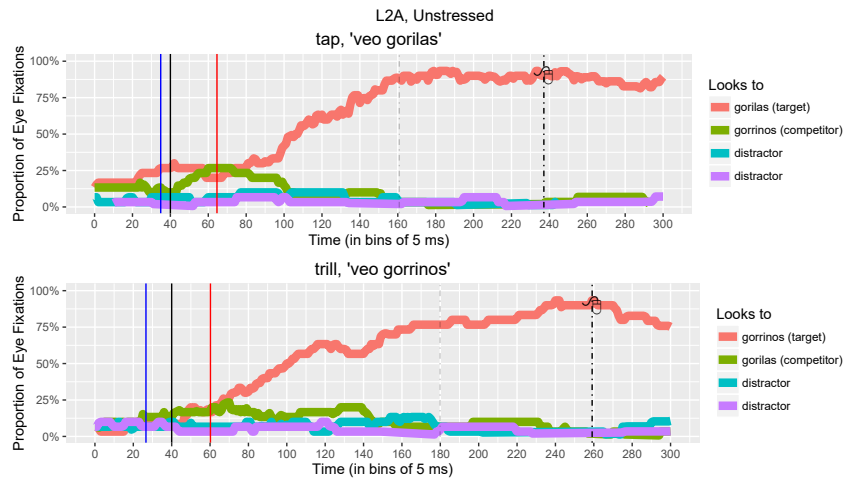 L2A, Unstressed
tap, 'veo gorilas'
Proportion of Eye Fixations
100%
75%
50%
25%
0%
0 20 40 60 80 100 120 140 160 180 200 220 240 260 280 300
Time (in bins of 5 ms)
Looks to
gorilas (target)
gorrinos (competitor)
distractor
distractor
trill, 'veo gorrinos'
Proportion of Eye Fixations
100%
75%
50%
25%
0%
0 20 40 60 80 100 120 140 160 180 200 220 240 260 280 300
Time (in bins of 5 ms)
Looks to
gorrinos (target)
gorilas (competitor)
distractor
distractor